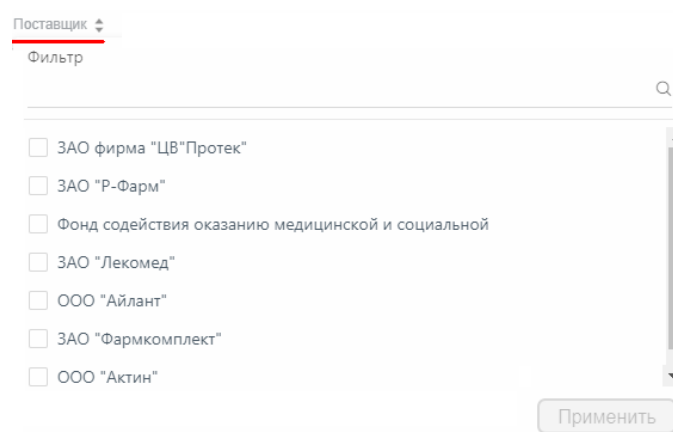 Поставщик
Фильтр
ЗАО фирма "ЦВ"Протек"
ЗАО "Р-Фарм"
Фонд содействия оказанию медицинской и социальной
ЗАО "Лекомед"
ООО "Айлант"
ЗАО "Фармкомплект"
ООО "Актин"
Применить